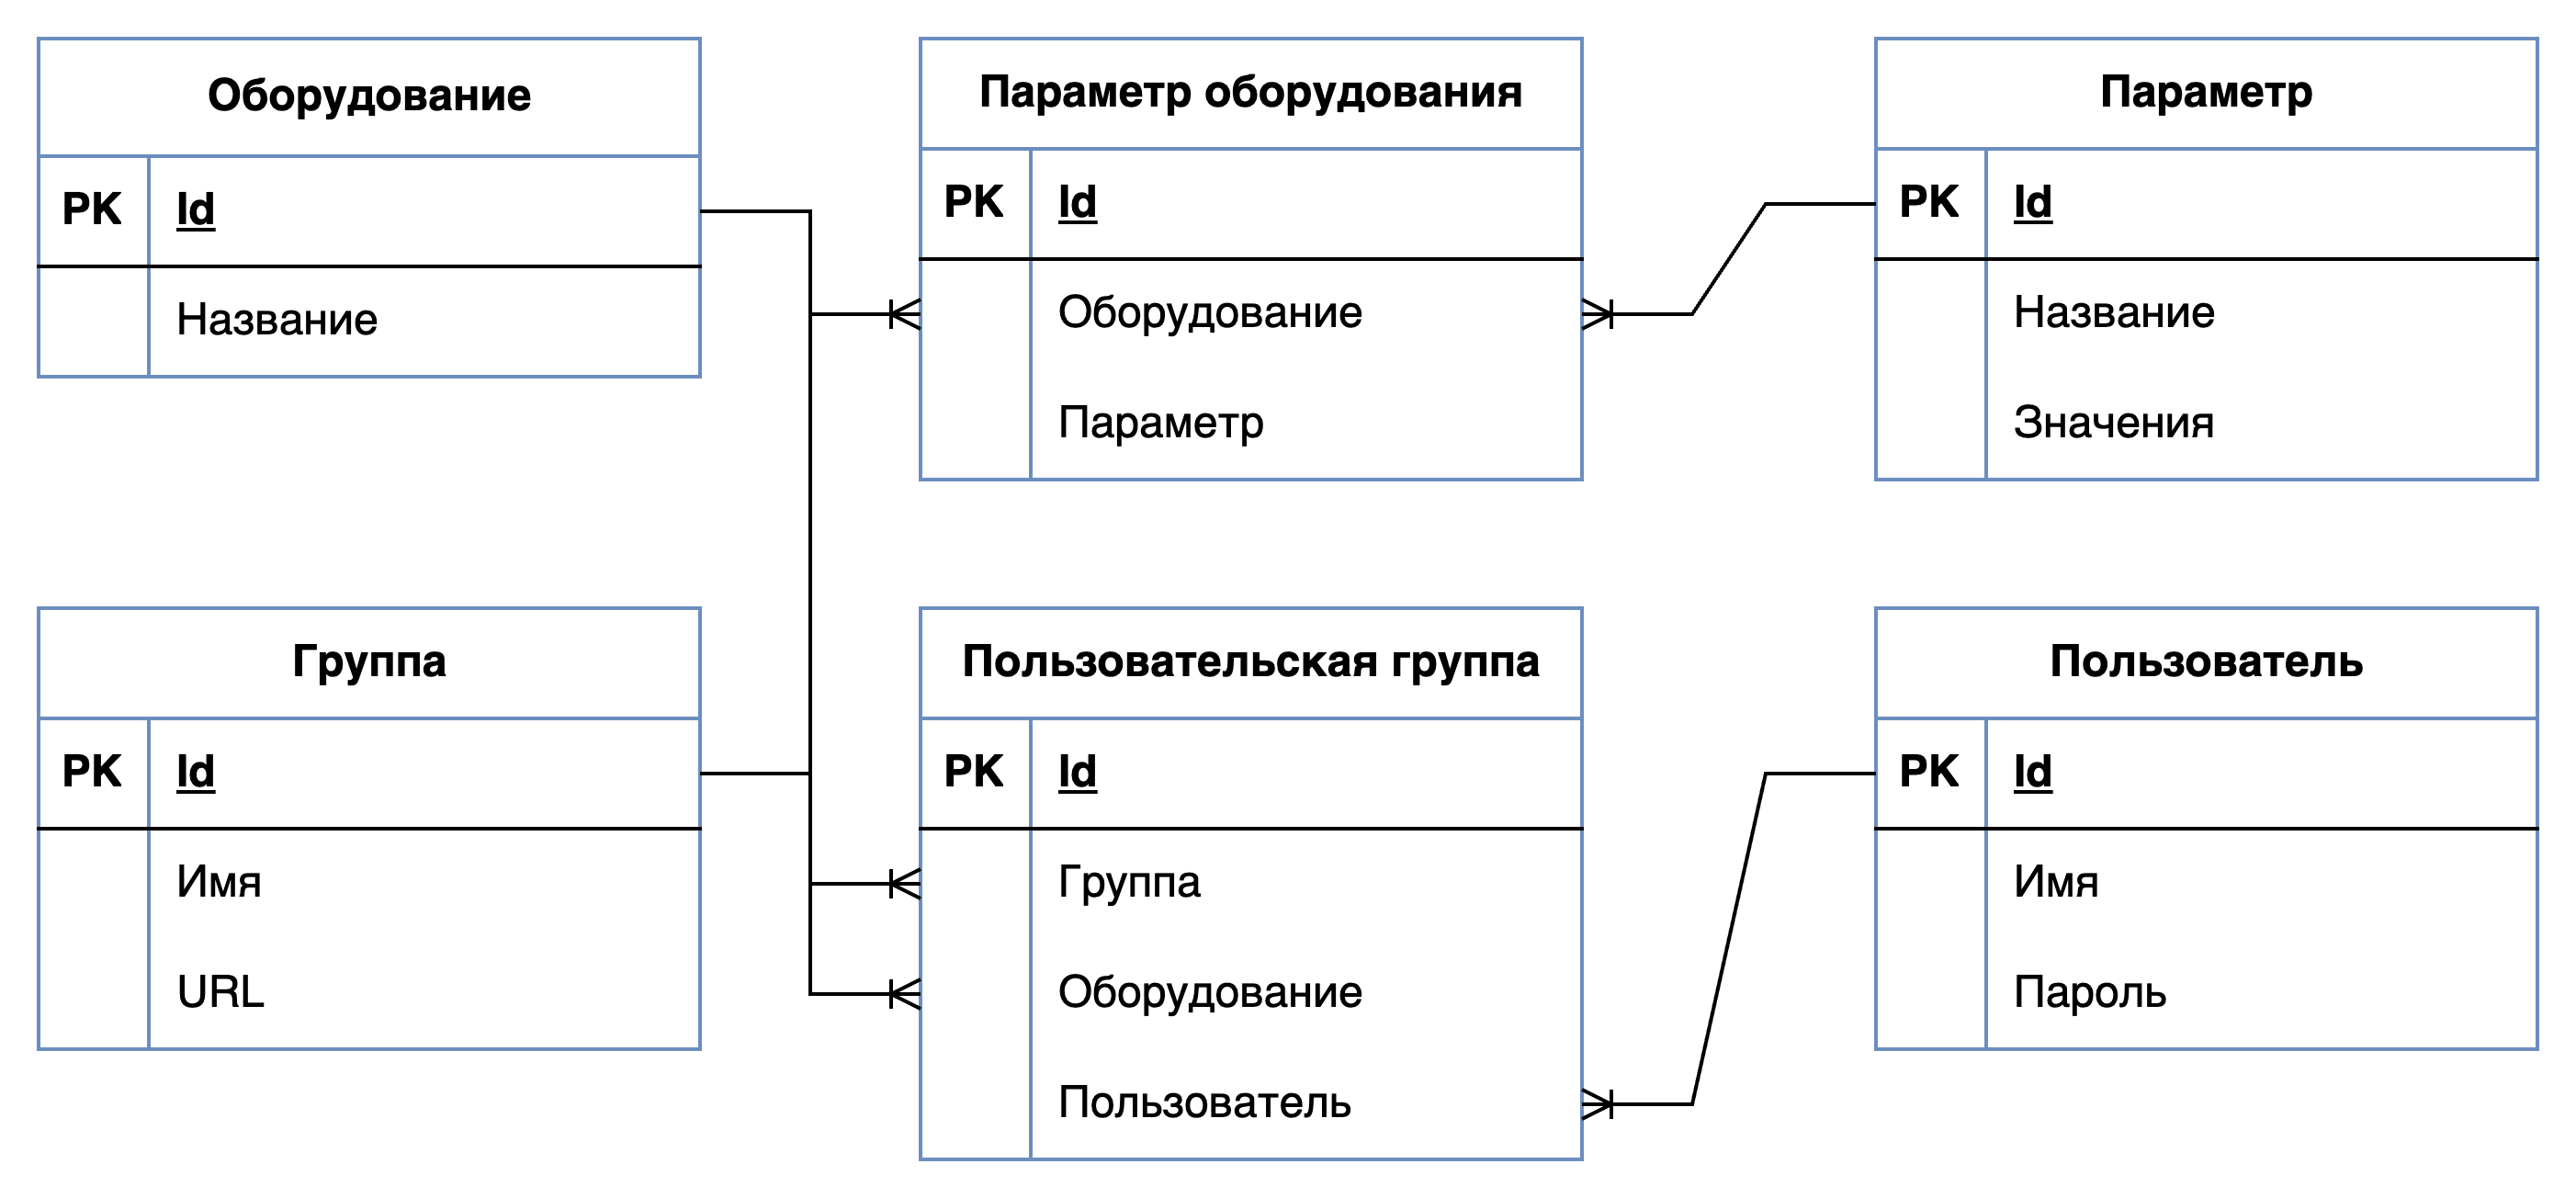 Оборудование
PK Id
Название
Параметр оборудования
PK Id
Оборудование
Параметр
Параметр
PK Id
Название
Значения
Группа
PK Id
Имя
URL
Пользовательская группа
PK Id
Группа
Оборудование
Пользователь
Пользователь
PK Id
Имя
Пароль